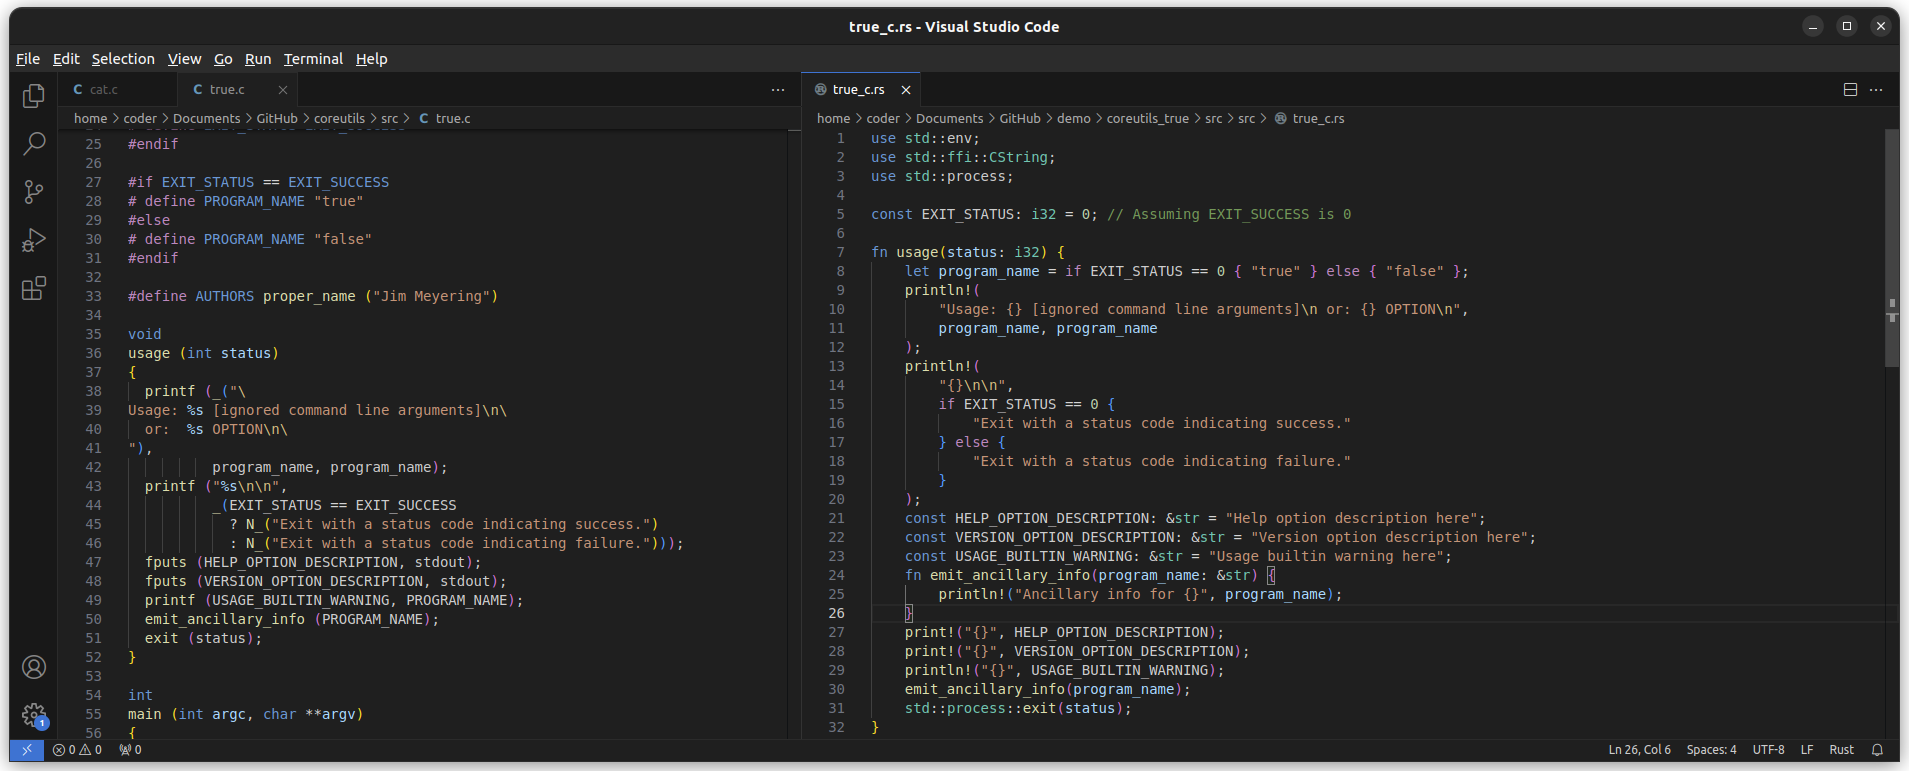 true_c.rs - Visual Studio Code
File Edit Selection View Go Run Terminal Help
C cat.c
C true.c
home > coder > Documents > GitHub > coreutils > src > C true.c
25 #endif
26
27 #if EXIT_STATUS == EXIT_SUCCESS
28 # define PROGRAM_NAME "true"
29 #else
30 # define PROGRAM_NAME "false"
31 #endif
32
33 #define AUTHORS proper_name ("Jim Meyering")
34
35 void
36 usage (int status)
37 {
38   printf (_("\
39 Usage: %s [ignored command line arguments]\n\
40   or:  %s OPTION\n\
41 "),
42           program_name, program_name);
43   printf ("%s\n\n",
44           _(EXIT_STATUS == EXIT_SUCCESS
45             ? N_("Exit with a status code indicating success.")
46             : N_("Exit with a status code indicating failure.")));
47   fputs (HELP_OPTION_DESCRIPTION, stdout);
48   fputs (VERSION_OPTION_DESCRIPTION, stdout);
49   printf (USAGE_BUILTIN_WARNING, PROGRAM_NAME);
50   emit_ancillary_info (PROGRAM_NAME);
51   exit (status);
52 }
53
54 int
55 main (int argc, char **argv)
56 {
true_c.rs
home > coder > Documents > GitHub > demo > coreutils_true > src > src > true_c.rs
1 use std::env;
2 use std::ffi::CString;
3 use std::process;
4
5 const EXIT_STATUS: i32 = 0; // Assuming EXIT_SUCCESS is 0
6
7 fn usage(status: i32) {
8     let program_name = if EXIT_STATUS == 0 { "true" } else { "false" };
9     println!(
10         "Usage: {} [ignored command line arguments]\n or: {} OPTION\n",
11         program_name, program_name
12     );
13     println!(
14         "{}\n\n",
15         if EXIT_STATUS == 0 {
16             "Exit with a status code indicating success."
17         } else {
18             "Exit with a status code indicating failure."
19         }
20     );
21     const HELP_OPTION_DESCRIPTION: &str = "Help option description here";
22     const VERSION_OPTION_DESCRIPTION: &str = "Version option description here";
23     const USAGE_BUILTIN_WARNING: &str = "Usage builtin warning here";
24     fn emit_ancillary_info(program_name: &str) {
25         println!("Ancillary info for {}", program_name);
26     }
27     print!("{}", HELP_OPTION_DESCRIPTION);
28     print!("{}", VERSION_OPTION_DESCRIPTION);
29     println!("{}", USAGE_BUILTIN_WARNING);
30     emit_ancillary_info(program_name);
31     std::process::exit(status);
32 }
1
0 0 0
Ln 26, Col 6 Spaces: 4 UTF-8 LF Rust